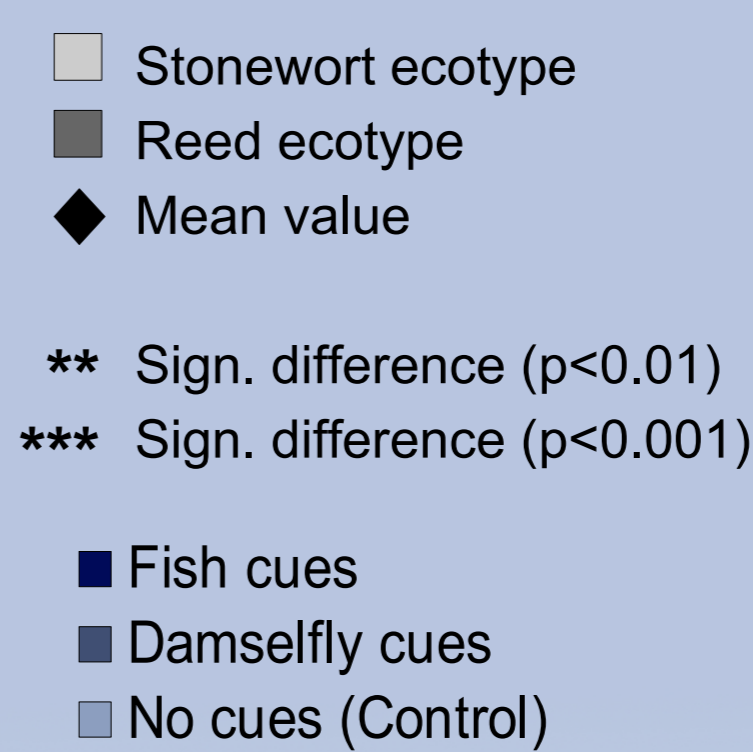 Stonewort ecotype
Reed ecotype
Mean value
** Sign. difference (p<0.01)
*** Sign. difference (p<0.001)
Fish cues
Damselfly cues
No cues (Control)